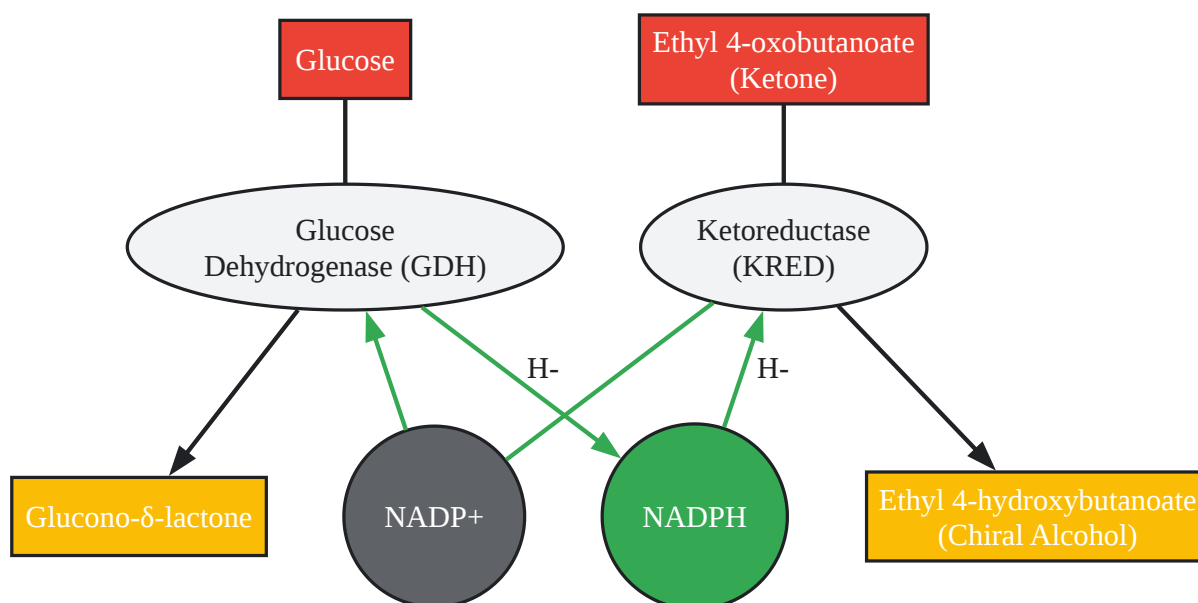 Glucose
Ethyl 4-oxobutanoate
(Ketone)
Glucose
Dehydrogenase (GDH)
Ketoreductase
(KRED)
H-
H-
Glucono-δ-lactone
NADP+
NADPH
Ethyl 4-hydroxybutanoate
(Chiral Alcohol)